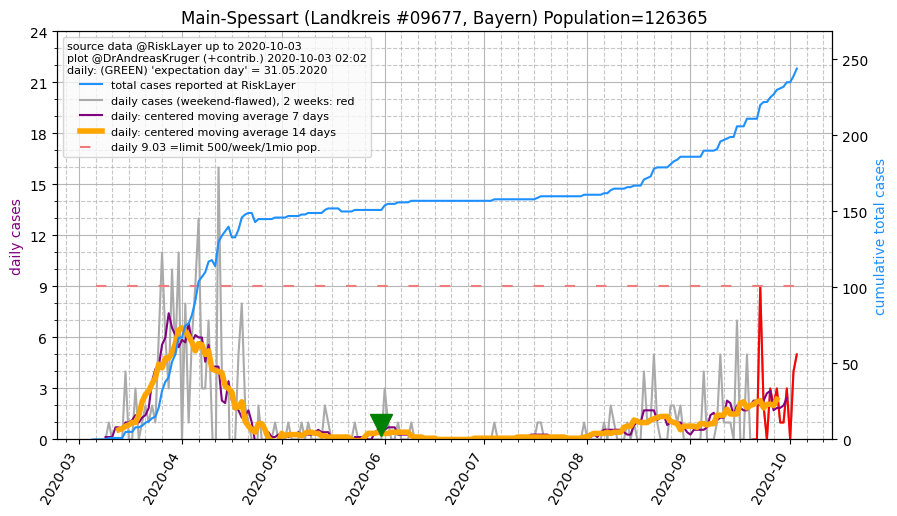 Main-Spessart (Landkreis #09677, Bayern) Population=126365
source data @RiskLayer up to 2020-10-03
plot @DrAndreasKruger (+contrib.) 2020-10-03 02:02
daily: (GREEN) 'expectation day' = 31.05.2020
total cases reported at RiskLayer
daily cases (weekend-flawed), 2 weeks: red
daily: centered moving average 7 days
daily: centered moving average 14 days
daily 9.03 =limit 500/week/1mio pop.
daily cases
24
21
18
15
12
9
6
3
0
cumulative total cases
250
200
150
100
50
0
2020-03
2020-04
2020-05
2020-06
2020-07
2020-08
2020-09
2020-10